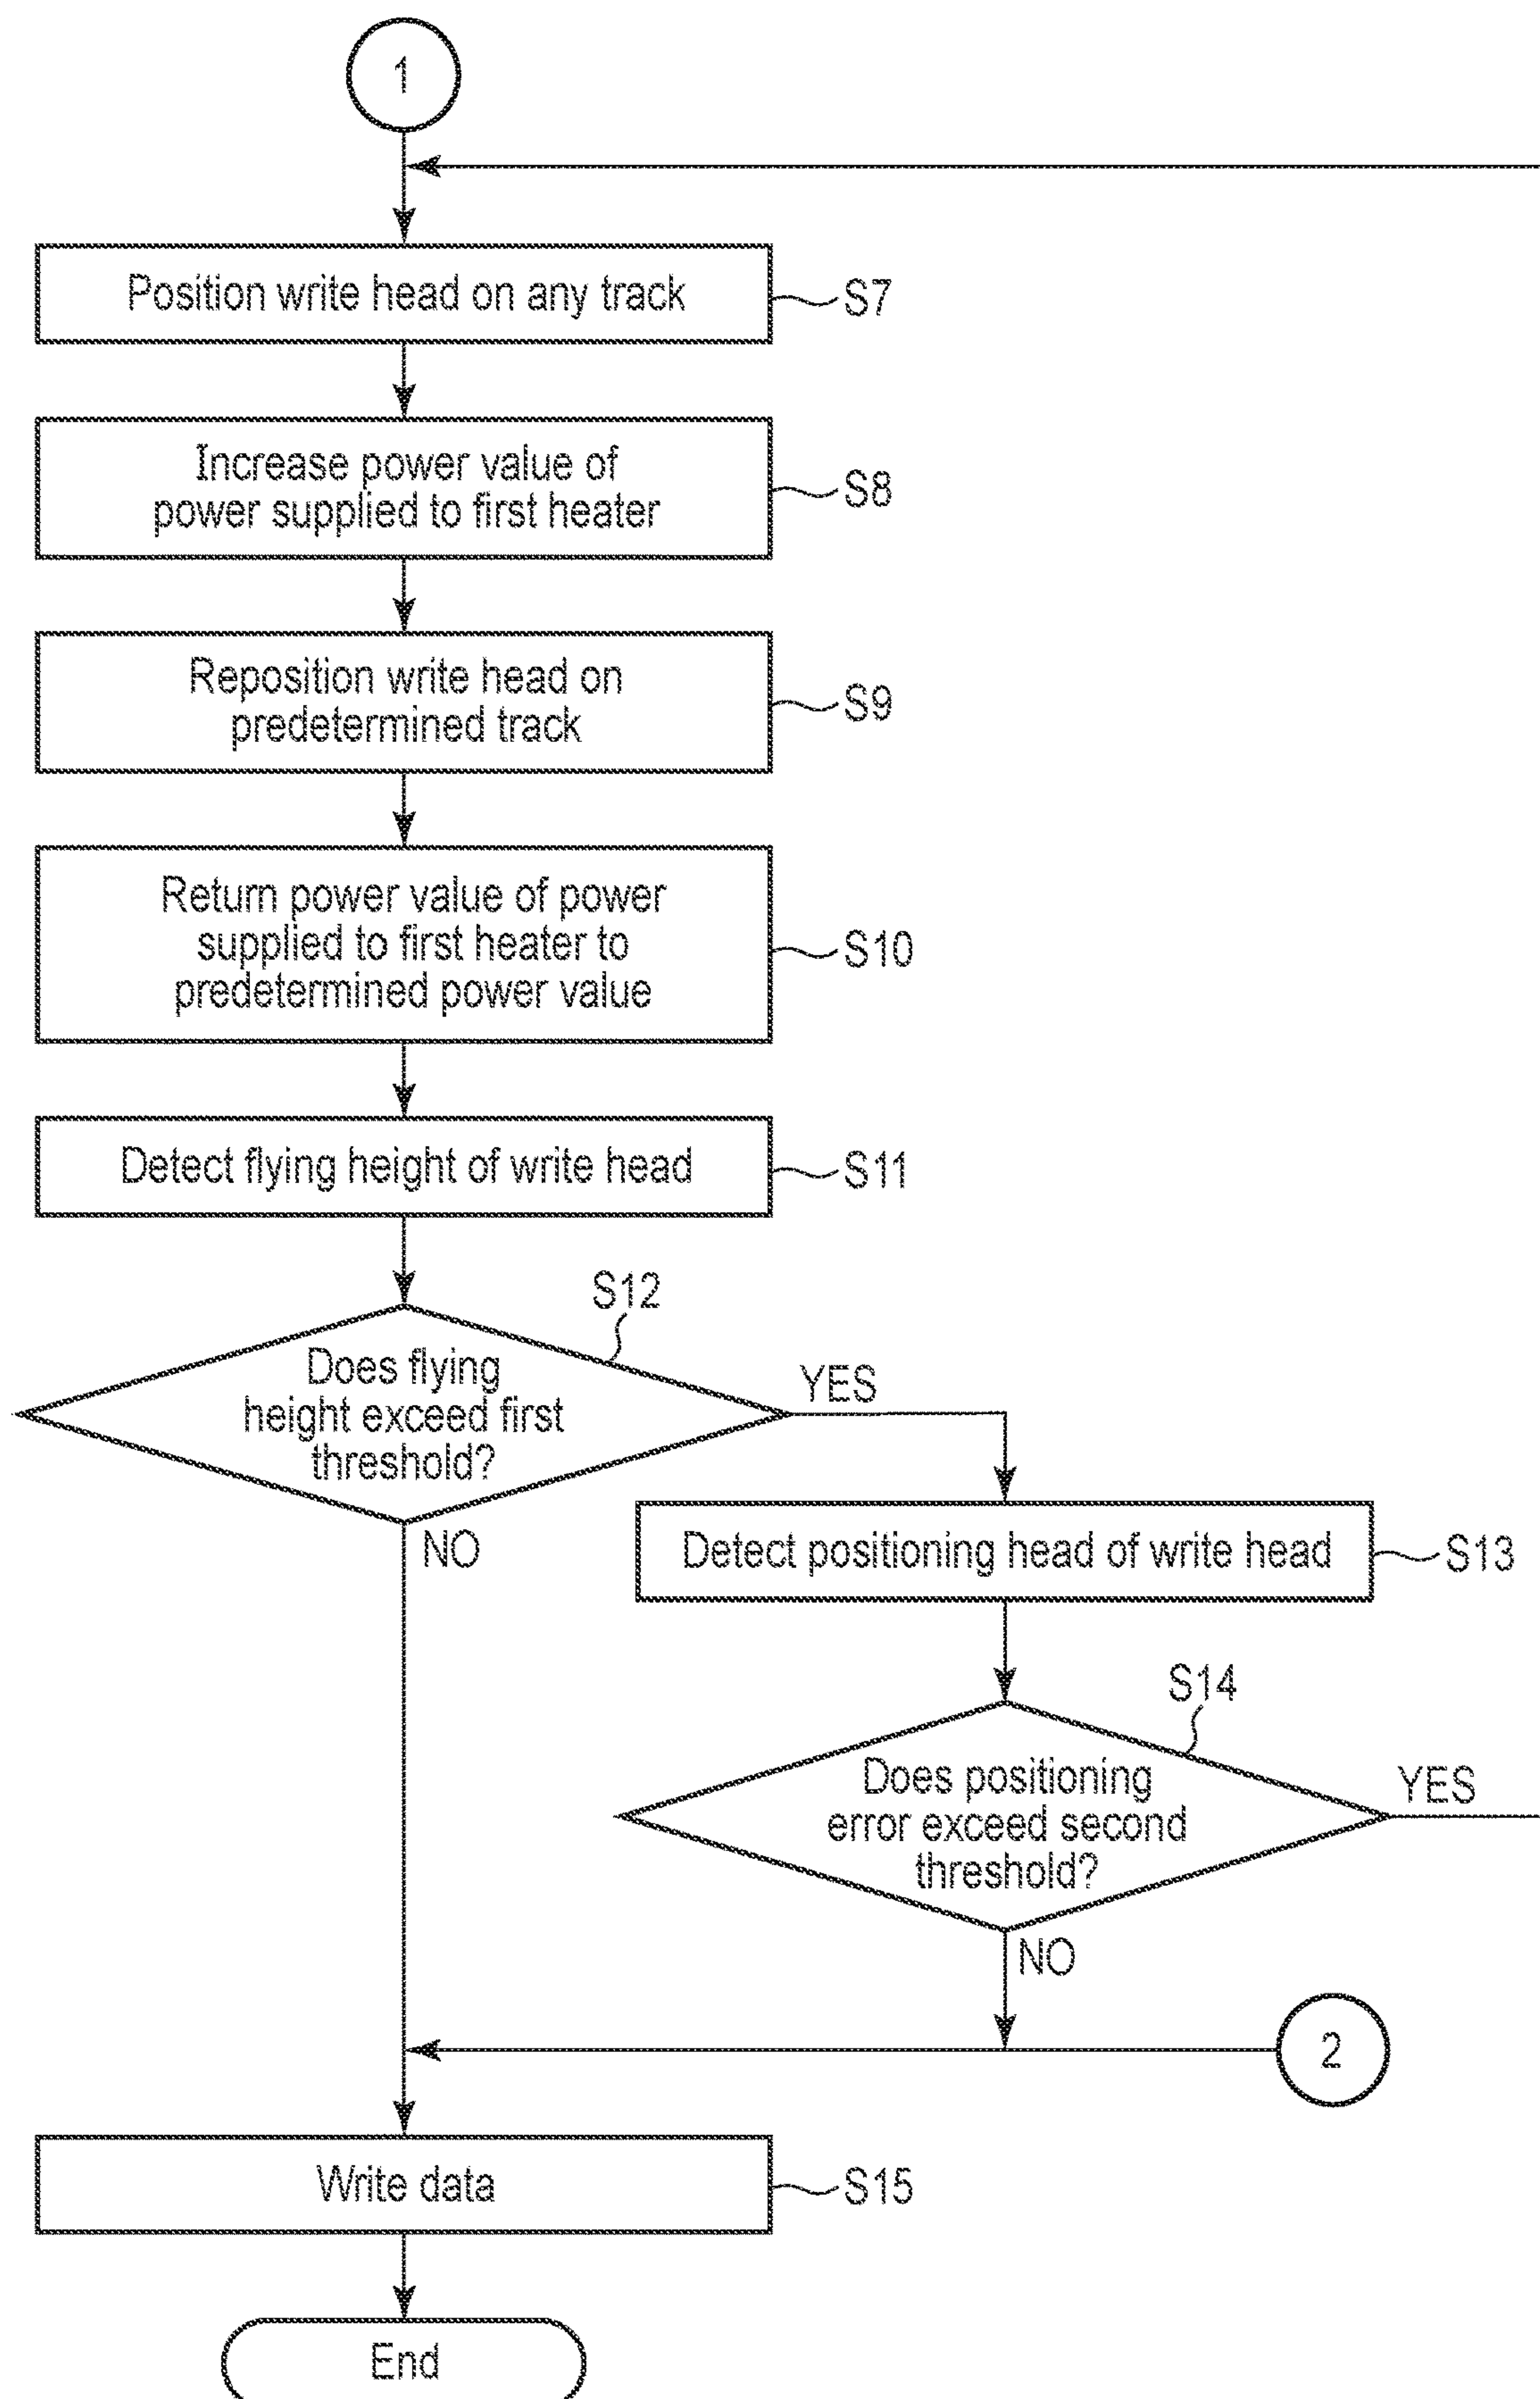 1
Position write head on any track
S7
Increase power value of
power supplied to first heater
S8
Reposition write head on
predetermined track
S9
Return power value of power
supplied to first heater to
predetermined power value
S10
Detect flying height of write head
S11
S12
Does flying
height exceed first
threshold?
YES
NO
Detect positioning head of write head
S13
S14
Does positioning
error exceed second
threshold?
YES
NO
2
Write data
S15
End